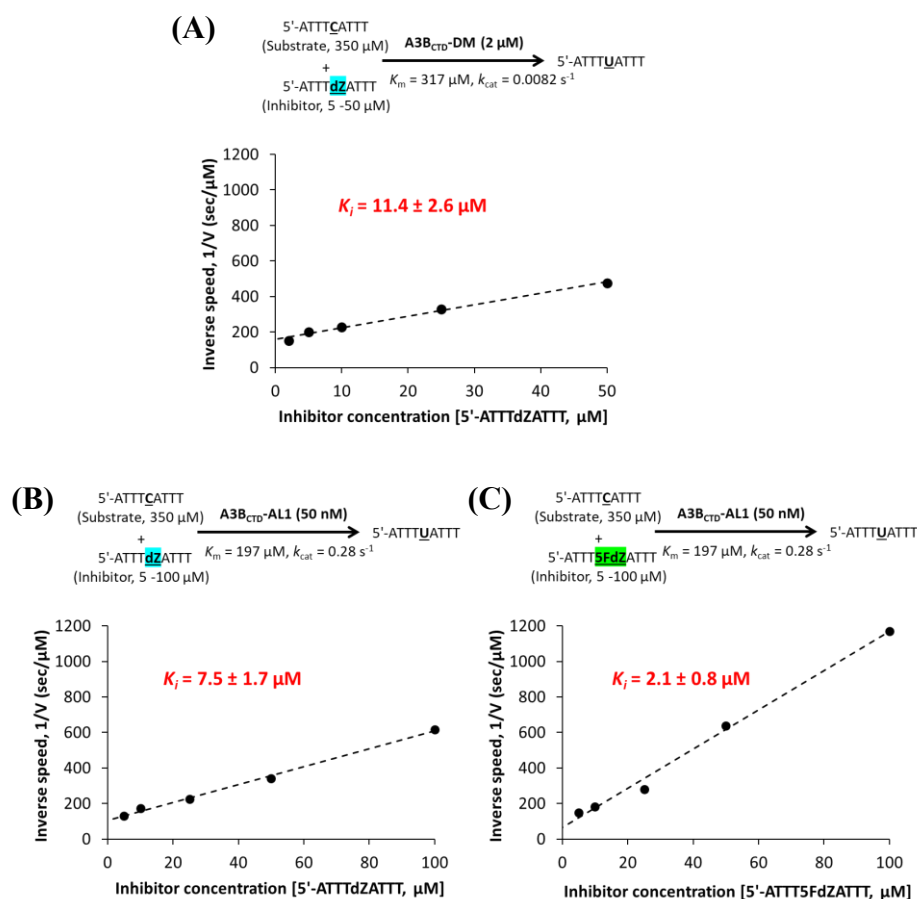 (A)
5'-ATTTCATTT
(Substrate, 350 µM)
+
5'-ATTTdZATTT
(Inhibitor, 5 -50 µM)
A3BCTD-DM (2 µM)
Km = 317 µM, kcat = 0.0082 s-1
5'-ATTTUATTT
Inverse speed, 1/V (sec/µM)
1200
1000
800
600
400
200
0
Ki = 11.4 ± 2.6 µM
0 10 20 30 40 50
Inhibitor concentration [5'-ATTTdZATTT, µM]
(B)
5'-ATTTCATTT
(Substrate, 350 µM)
+
5'-ATTTdZATTT
(Inhibitor, 5 -100 µM)
A3BCTD-AL1 (50 nM)
Km = 197 µM, kcat = 0.28 s-1
5'-ATTTUATTT
Inverse speed, 1/V (sec/µM)
1200
1000
800
600
400
200
0
Ki = 7.5 ± 1.7 µM
0 20 40 60 80 100
Inhibitor concentration [5'-ATTTdZATTT, µM]
(C)
5'-ATTTCATTT
(Substrate, 350 µM)
+
5'-ATTT5FdZATTT
(Inhibitor, 5 -100 µM)
A3BCTD-AL1 (50 nM)
Km = 197 µM, kcat = 0.28 s-1
5'-ATTTUATTT
Inverse speed, 1/V (sec/µM)
1200
1000
800
600
400
200
0
Ki = 2.1 ± 0.8 µM
0 20 40 60 80 100
Inhibitor concentration [5'-ATTT5FdZATTT, µM]